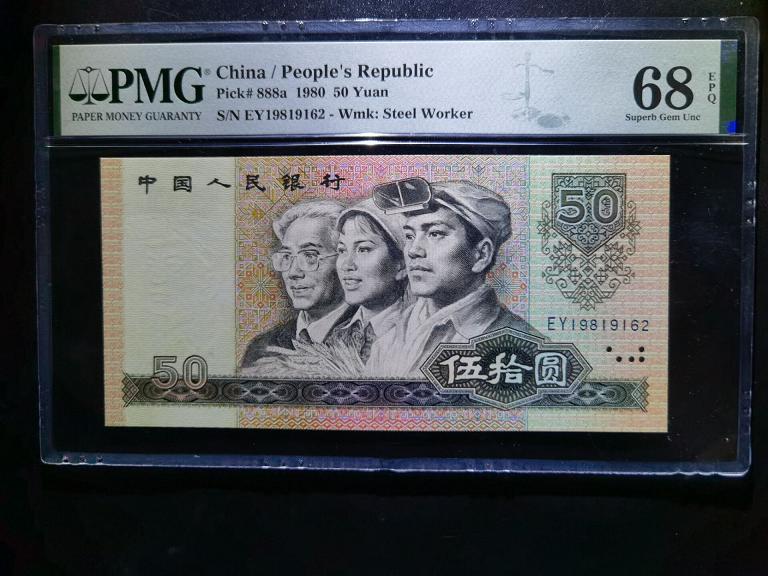 PMG®
PAPER MONEY GUARANTY
China / People's Republic
Pick# 888a 1980 50 Yuan
S/N EY19819162 - Wmk: Steel Worker
68
EPQ
Superb Gem Unc
中国人民银行
50
EY19819162
50
伍拾圆